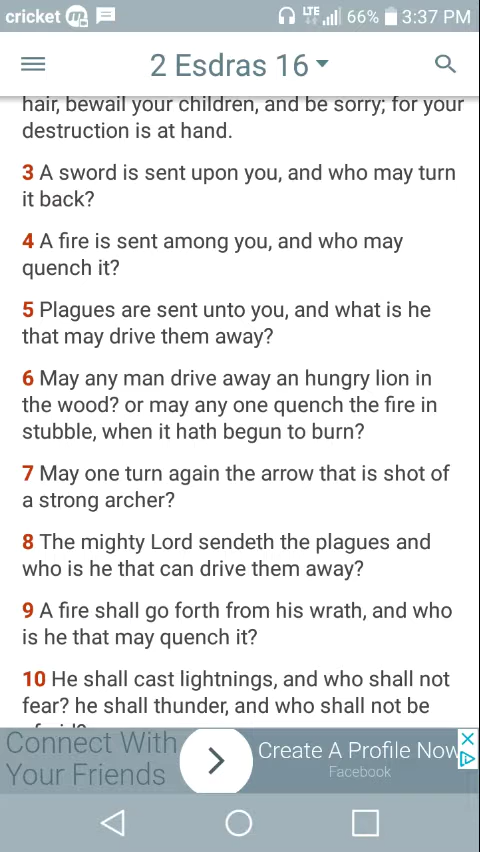 cricket LTE 66% 3:37 PM
2 Esdras 16
hair, bewail your children, and be sorry; for your
destruction is at hand.
3 A sword is sent upon you, and who may turn
it back?
4 A fire is sent among you, and who may
quench it?
5 Plagues are sent unto you, and what is he
that may drive them away?
6 May any man drive away an hungry lion in
the wood? or may any one quench the fire in
stubble, when it hath begun to burn?
7 May one turn again the arrow that is shot of
a strong archer?
8 The mighty Lord sendeth the plagues and
who is he that can drive them away?
9 A fire shall go forth from his wrath, and who
is he that may quench it?
10 He shall cast lightnings, and who shall not
fear? he shall thunder, and who shall not be
Connect With
Your Friends
Create A Profile Now
Facebook